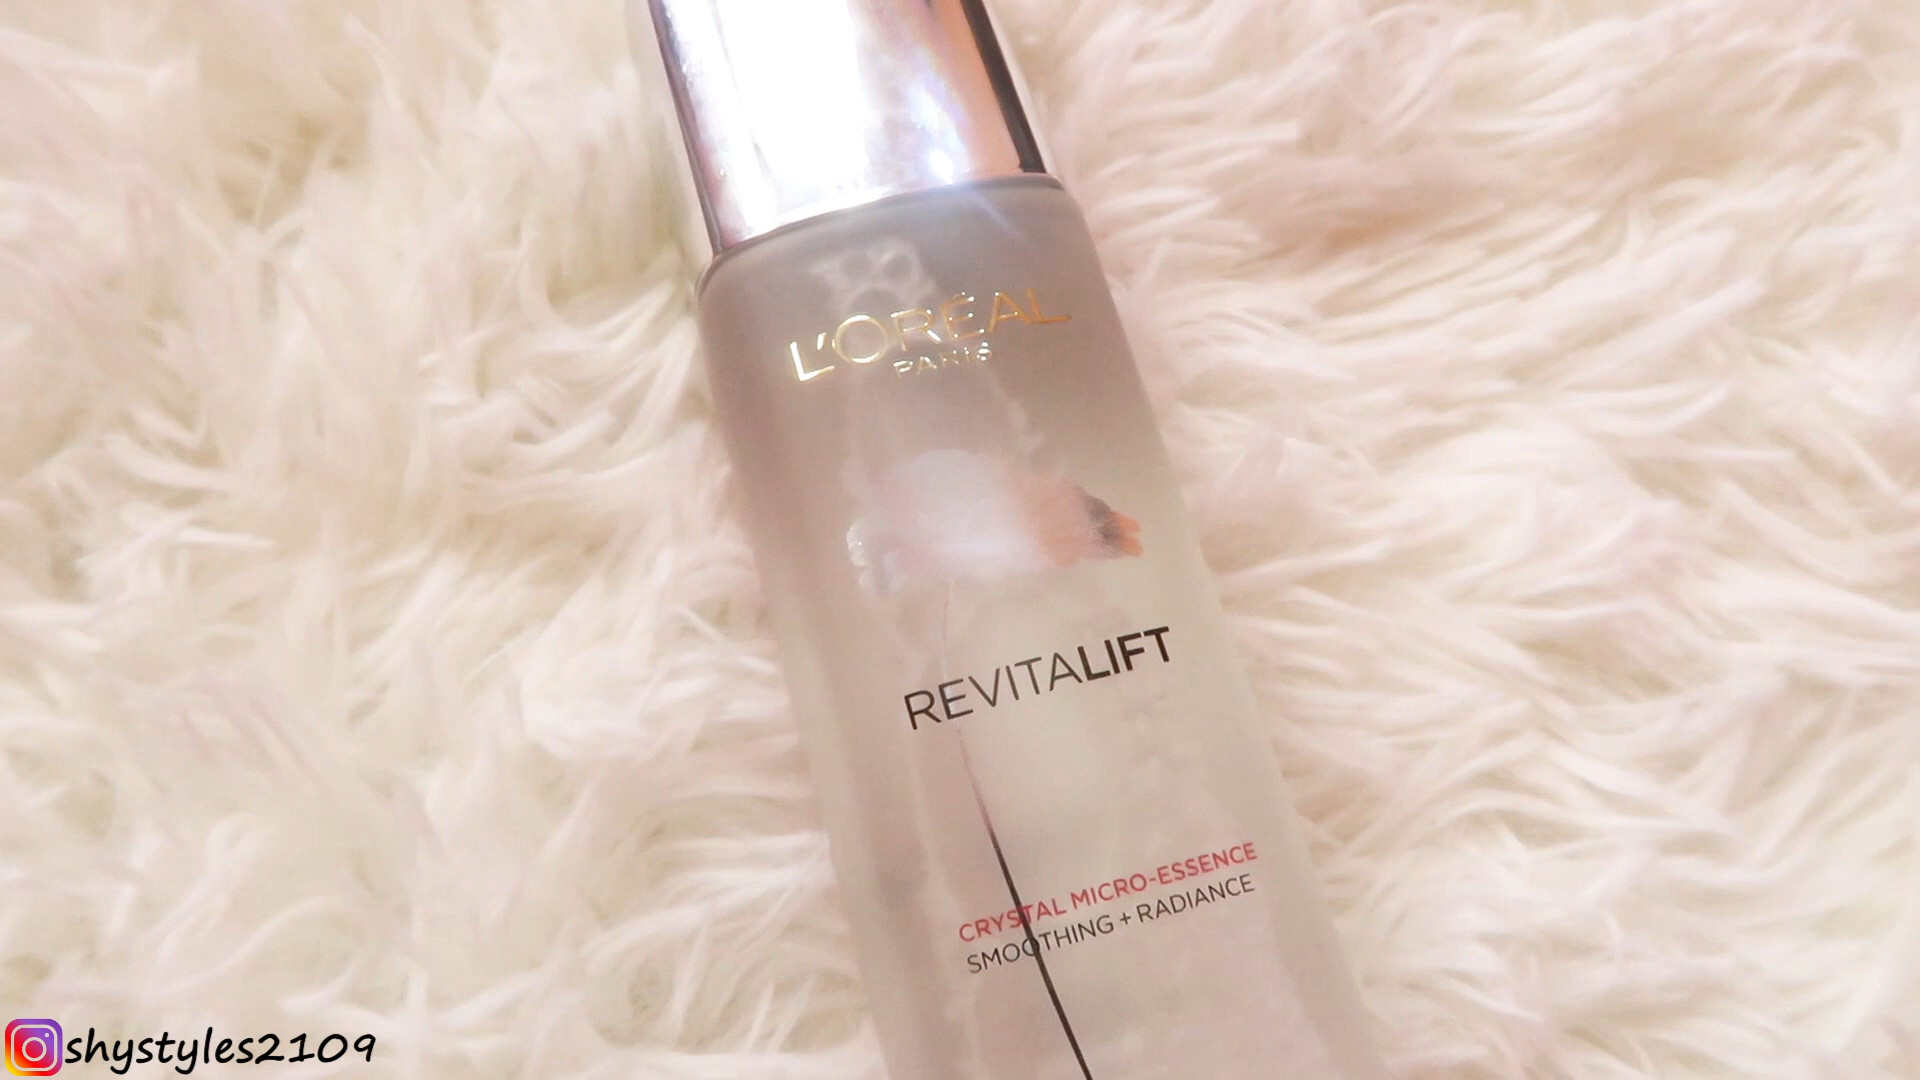 L'ORÉAL
PARIS
REVITALIFT
CRYSTAL MICRO-ESSENCE
SMOOTHING + RADIANCE
shystyles2109